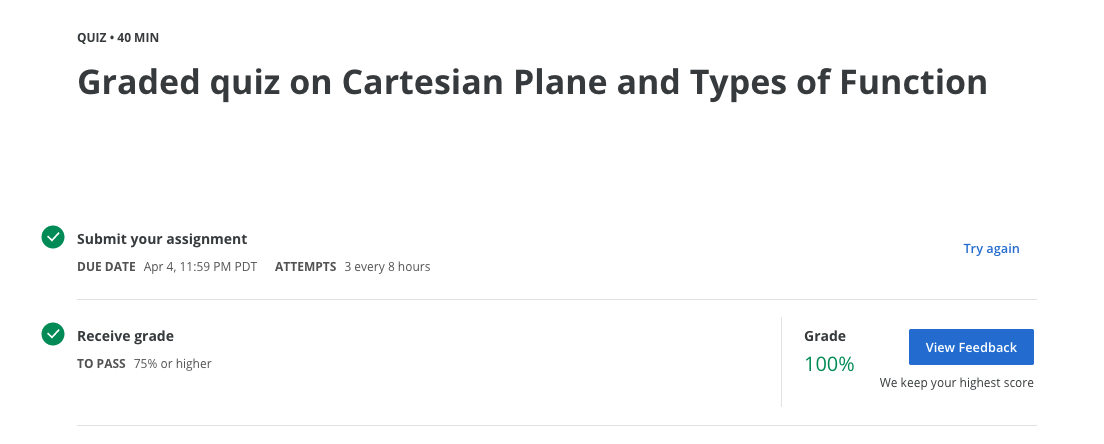 QUIZ • 40 MIN
Graded quiz on Cartesian Plane and Types of Function
Submit your assignment
DUE DATE Apr 4, 11:59 PM PDT ATTEMPTS 3 every 8 hours
Try again
Receive grade
TO PASS 75% or higher
Grade
100%
View Feedback
We keep your highest score